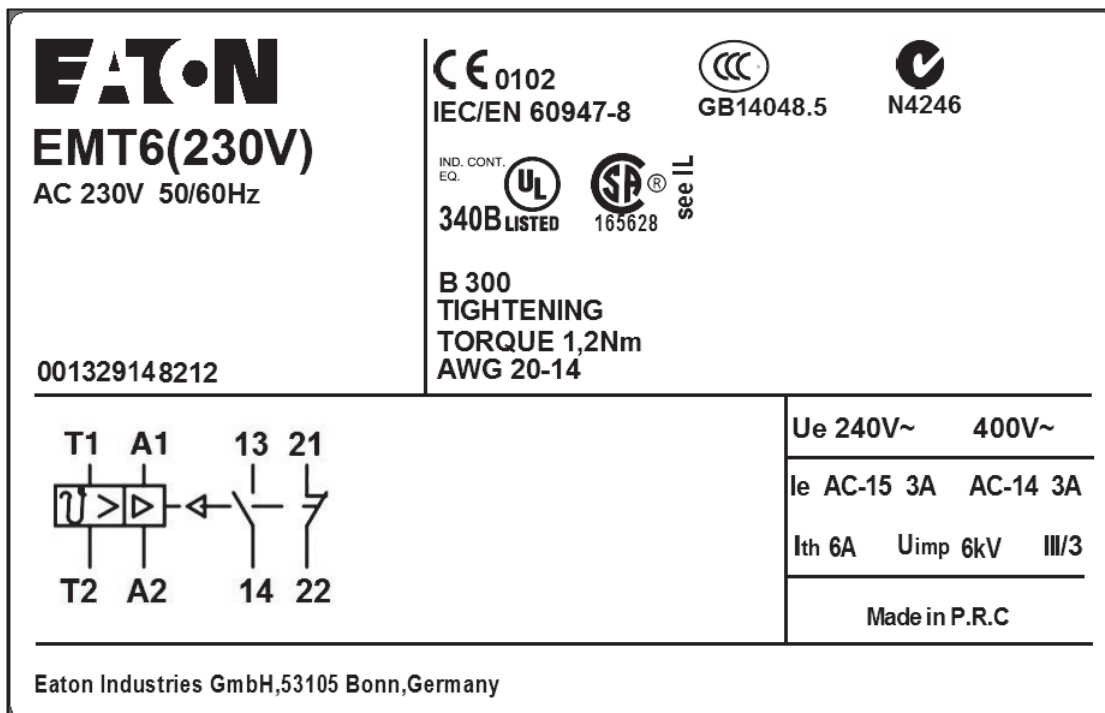 EATON
EMT6(230V)
AC 230V 50/60Hz
001329148212
CE 0102
IEC/EN 60947-8
CCC
GB14048.5
N4246
IND. CONT.
EQ.
340B
UL
LISTED
SA ®
165628
see IL
B 300
TIGHTENING
TORQUE 1,2Nm
AWG 20-14
T1 A1 13 21
T2 A2 14 22
Ue 240V~ 400V~
Ie AC-15 3A AC-14 3A
Ith 6A Uimp 6kV III/3
Made in P.R.C
Eaton Industries GmbH,53105 Bonn,Germany